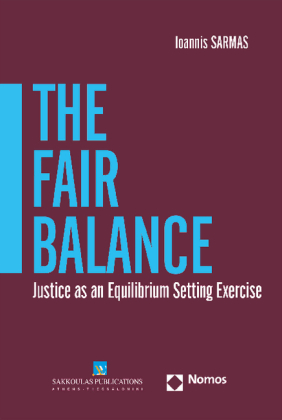 Ioannis SARMAS
THE
FAIR
BALANCE
Justice as an Equilibrium Setting Exercise
SAKKOULAS PUBLICATIONS
ATHENS-THESSALONIKI
Nomos